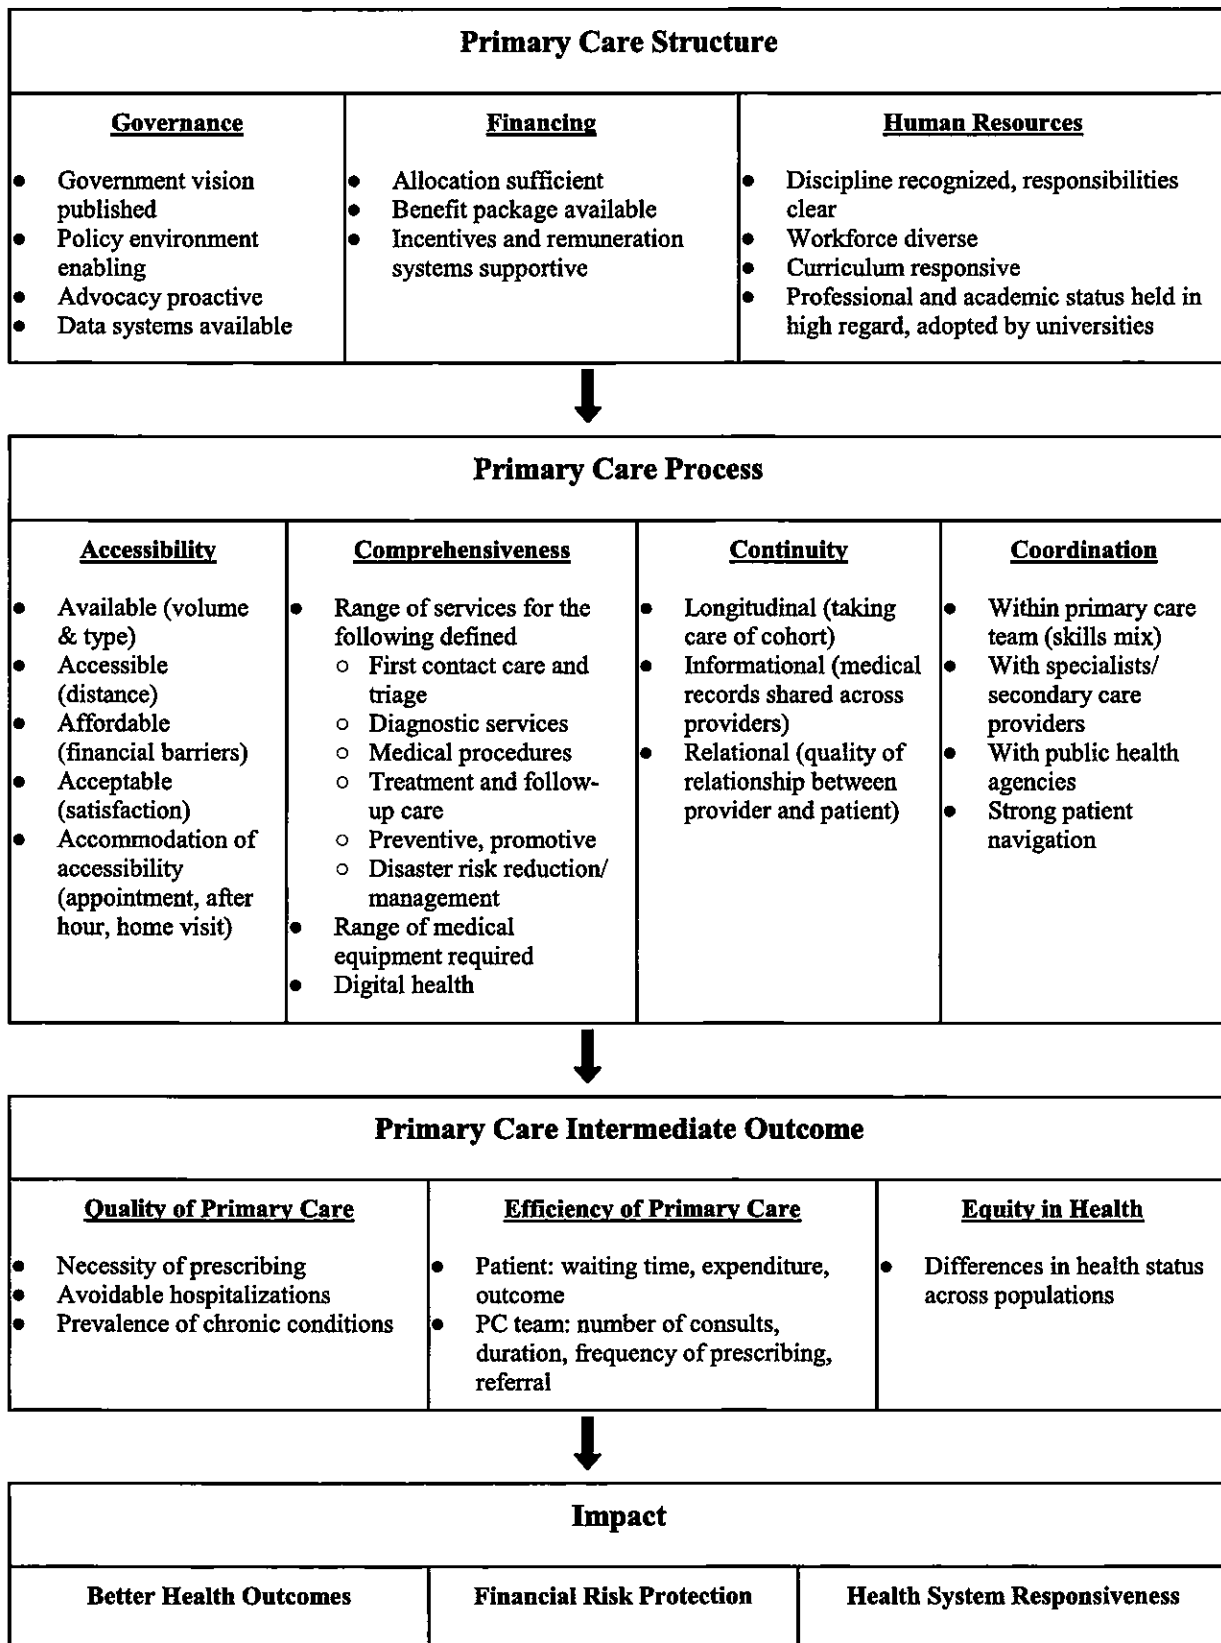 Primary Care Structure
Governance
• Government vision
published
• Policy environment
enabling
• Advocacy proactive
• Data systems available
Financing
• Allocation sufficient
• Benefit package available
• Incentives and remuneration
systems supportive
Human Resources
• Discipline recognized, responsibilities
clear
• Workforce diverse
• Curriculum responsive
• Professional and academic status held in
high regard, adopted by universities
Primary Care Process
Accessibility
• Available (volume
& type)
• Accessible
(distance)
• Affordable
(financial barriers)
• Acceptable
(satisfaction)
• Accommodation of
accessibility
(appointment, after
hour, home visit)
Comprehensiveness
• Range of services for the
following defined
○ First contact care and
triage
○ Diagnostic services
○ Medical procedures
○ Treatment and follow-
up care
○ Preventive, promotive
○ Disaster risk reduction/
management
• Range of medical
equipment required
• Digital health
Continuity
• Longitudinal (taking
care of cohort)
• Informational (medical
records shared across
providers)
• Relational (quality of
relationship between
provider and patient)
Coordination
• Within primary care
team (skills mix)
• With specialists/
secondary care
providers
• With public health
agencies
• Strong patient
navigation
Primary Care Intermediate Outcome
Quality of Primary Care
• Necessity of prescribing
• Avoidable hospitalizations
• Prevalence of chronic conditions
Efficiency of Primary Care
• Patient: waiting time, expenditure,
outcome
• PC team: number of consults,
duration, frequency of prescribing,
referral
Equity in Health
• Differences in health status
across populations
Impact
Better Health Outcomes
Financial Risk Protection
Health System Responsiveness